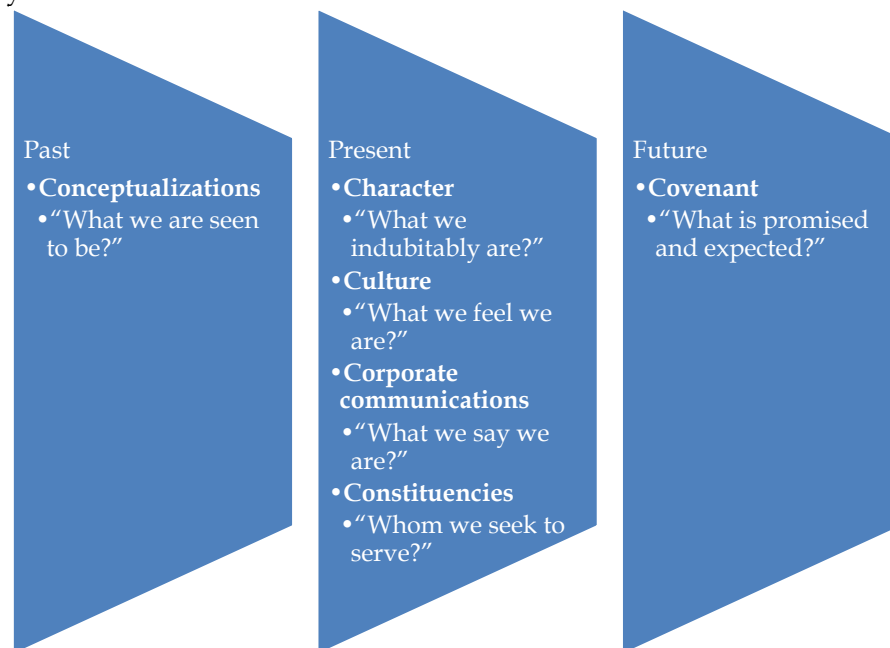 Past
•Conceptualizations
•“What we are seen
to be?”
Present
•Character
•“What we
indubitably are?”
•Culture
•“What we feel we
are?”
•Corporate
communications
•“What we say we
are?”
•Constituencies
•“Whom we seek to
serve?”
Future
•Covenant
•“What is promised
and expected?”